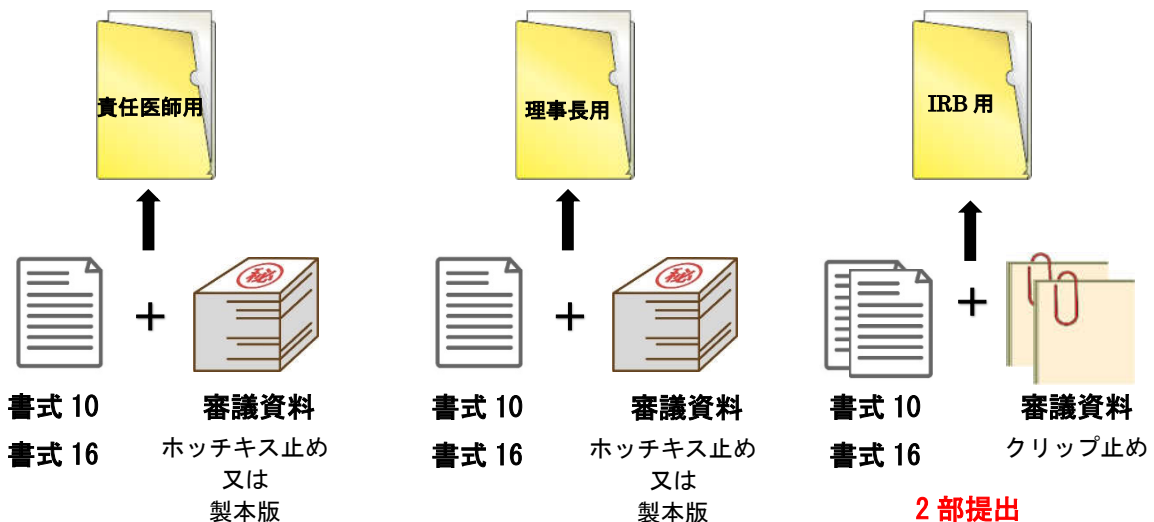 責任医師用
理事長用
IRB 用
秘
秘
書式 10
審議資料
書式 10
審議資料
書式 10
審議資料
書式 16
ホッチキス止め
又は
製本版
書式 16
ホッチキス止め
又は
製本版
書式 16
クリップ止め
2 部提出